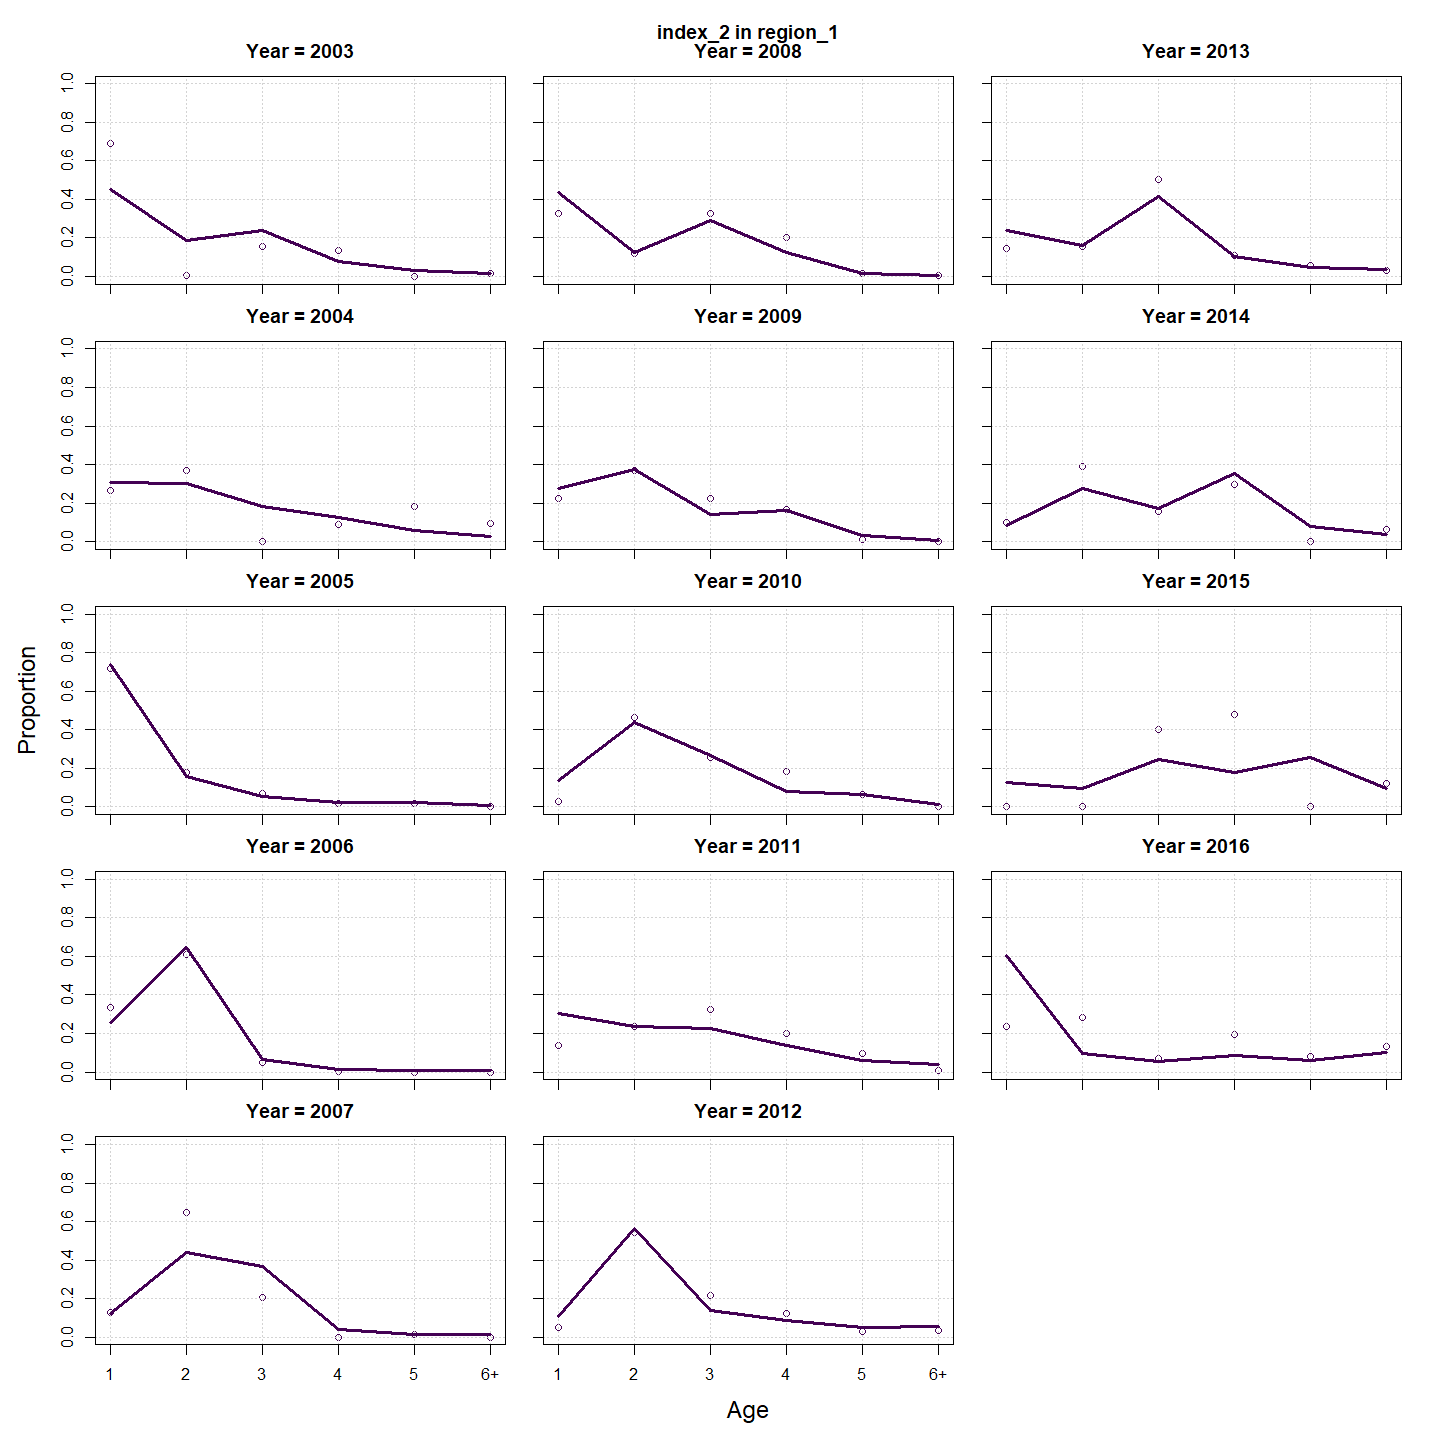 index_2 in region_1
Year = 2003
Year = 2008
Year = 2013
0.0 0.2 0.4 0.6 0.8 1.0
Year = 2004
Year = 2009
Year = 2014
0.0 0.2 0.4 0.6 0.8 1.0
Year = 2005
Year = 2010
Year = 2015
0.0 0.2 0.4 0.6 0.8 1.0
Proportion
Year = 2006
Year = 2011
Year = 2016
0.0 0.2 0.4 0.6 0.8 1.0
Year = 2007
Year = 2012
0.0 0.2 0.4 0.6 0.8 1.0
1 2 3 4 5 6+
1 2 3 4 5 6+
Age